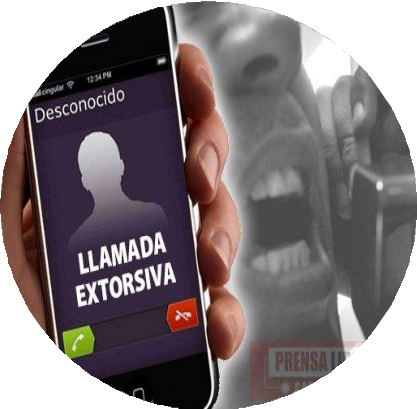 cingular 12:34 PM
Desconocido
LLAMADA
EXTORSIVA
PRENSA